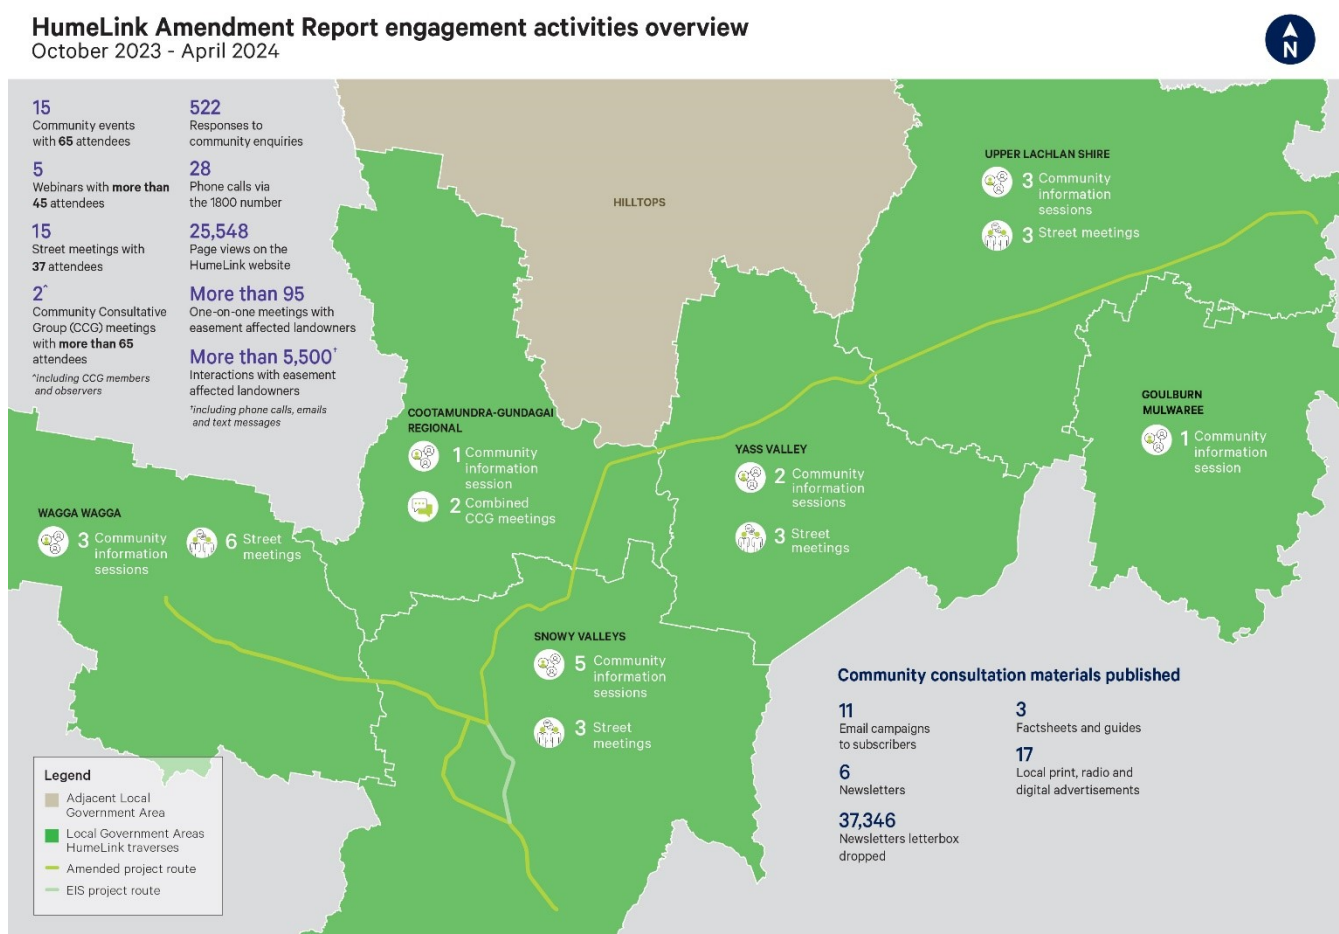 HumeLink Amendment Report engagement activities overview
October 2023 - April 2024
N
15
Community events
with 65 attendees
5
Webinars with more than
45 attendees
15
Street meetings with
37 attendees
2^
Community Consultative
Group (CCG) meetings
with more than 65
attendees
^including CCG members
and observers
522
Responses to
community enquiries
28
Phone calls via
the 1800 number
25,548
Page views on the
HumeLink website
More than 95
One-on-one meetings with
easement affected landowners
More than 5,500†
Interactions with easement
affected landowners
†including phone calls, emails
and text messages
HILLTOPS
UPPER LACHLAN SHIRE
3 Community
information
sessions
3 Street meetings
GOULBURN
MULWAREE
1 Community
information
session
COOTAMUNDRA-GUNDAGAI
REGIONAL
1 Community
information
session
2 Combined
CCG meetings
YASS VALLEY
2 Community
information
sessions
3 Street
meetings
WAGGA WAGGA
3 Community
information
sessions
6 Street
meetings
SNOWY VALLEYS
5 Community
information
sessions
3 Street
meetings
Community consultation materials published
11
Email campaigns
to subscribers
6
Newsletters
37,346
Newsletters letterbox
dropped
3
Factsheets and guides
17
Local print, radio and
digital advertisements
Legend
Adjacent Local
Government Area
Local Government Areas
HumeLink traverses
Amended project route
EIS project route